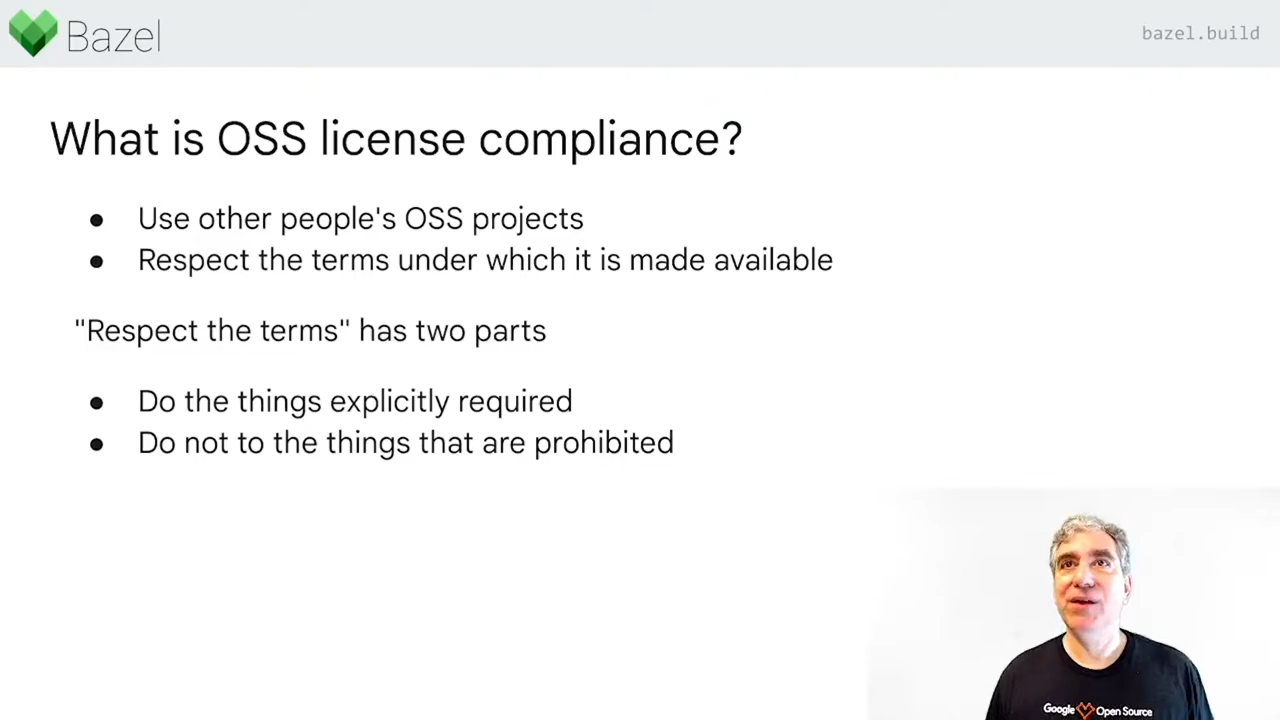 Bazel
bazel.build
What is OSS license compliance?
● Use other people's OSS projects
● Respect the terms under which it is made available
"Respect the terms" has two parts
● Do the things explicitly required
● Do not to the things that are prohibited
Google Open Source